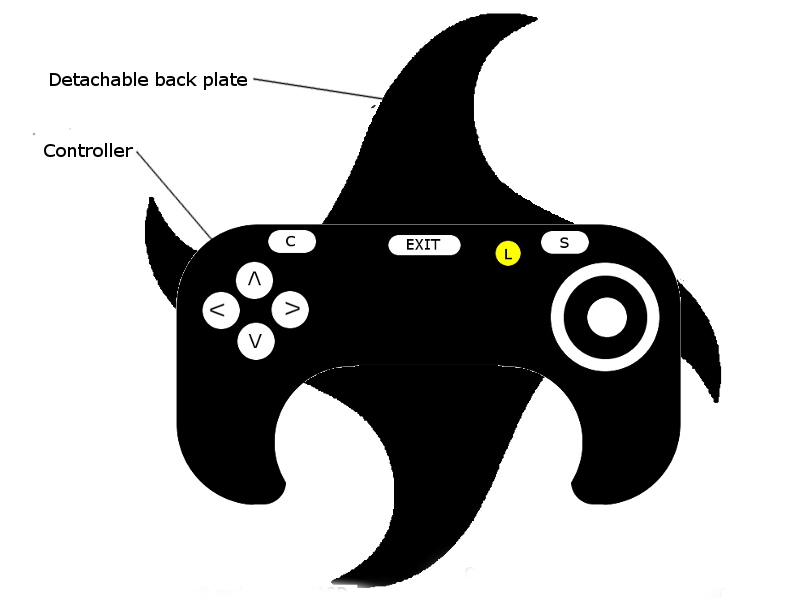 Detachable back plate
Controller
C
EXIT
L
S
Λ
<
>
V